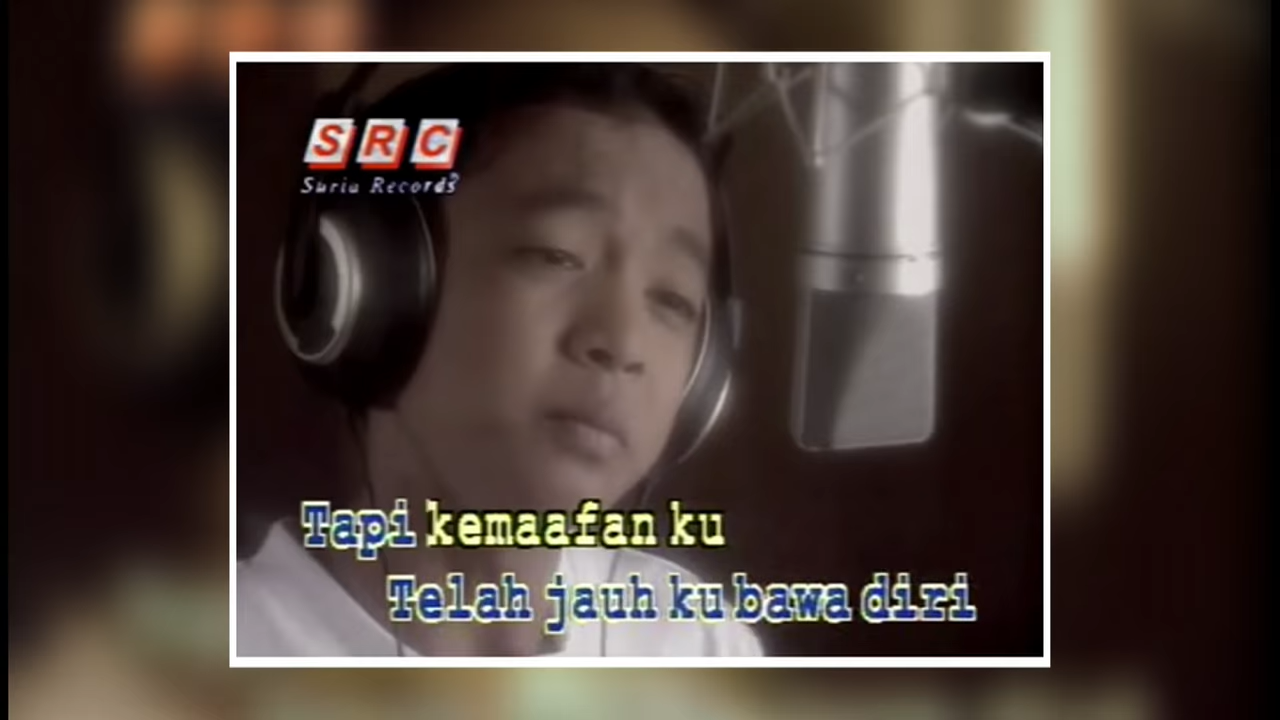 SRC
Suria Records
Tapi kemaafan ku
Telah jauh ku bawa diri